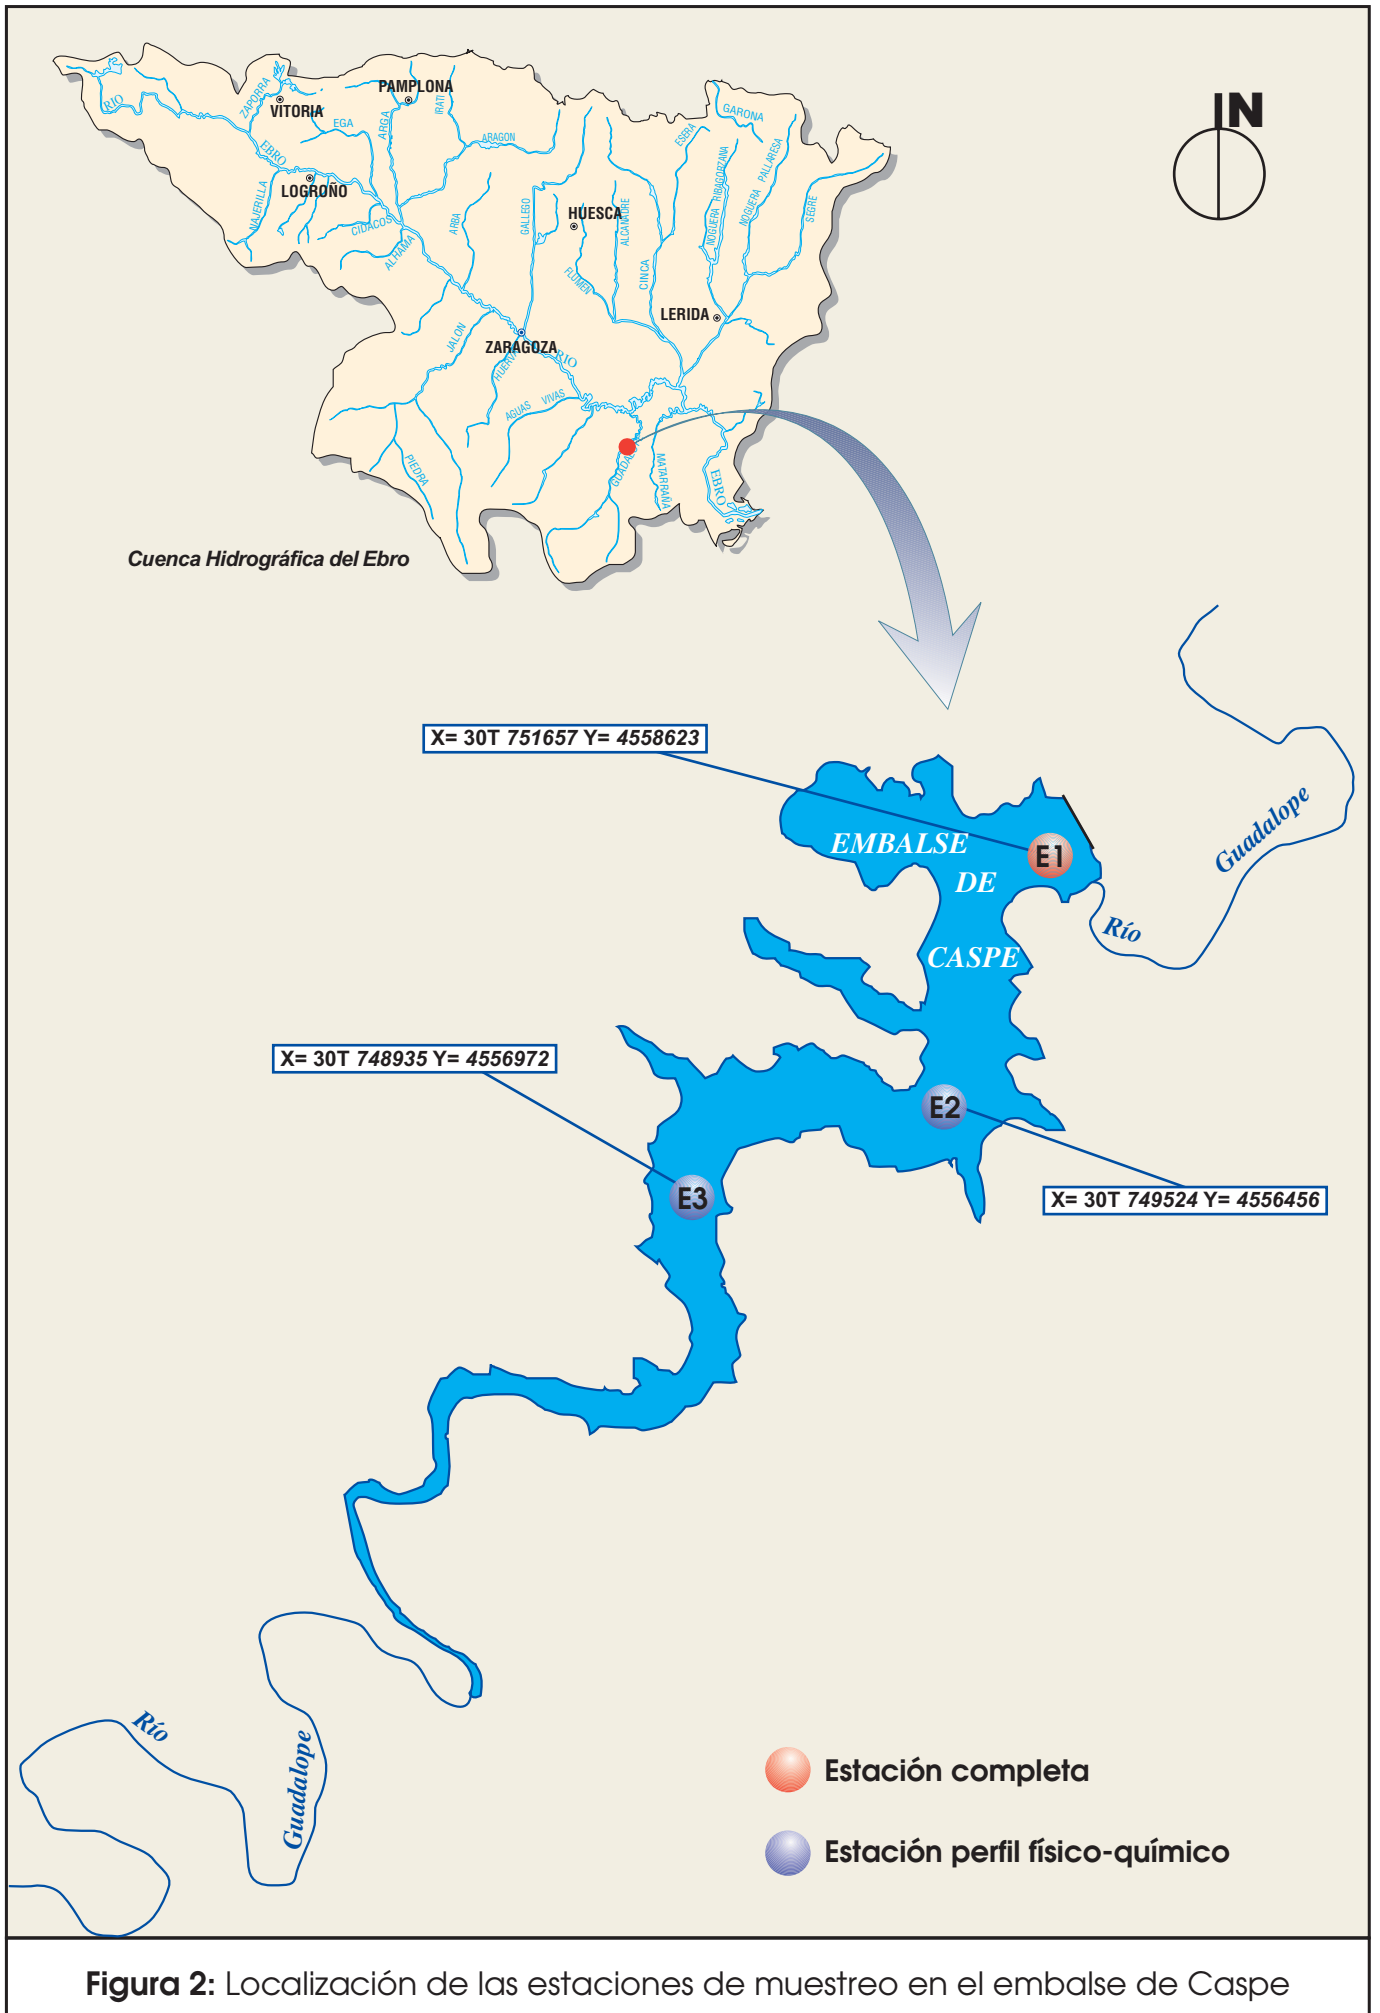 IN
RIO
ZAPORRA
VITORIA
PAMPLONA
EGA
ARGA
IRATI
ARAGON
EBRO
LOGROÑO
NAJERILLA
CIDACOS
ALHAMA
ARBA
GALLEGO
HUESCA
ALCANADRE
FLUMEN
CINCA
ESERA
GARONA
NOGUERA RIBAGORZANA
NOGUERA PALLARESA
SEGRE
LERIDA
JALON
ZARAGOZA
HUERVA
RIO
AGUAS VIVAS
PIEDRA
MATARRAÑA
EBRO
Cuenca Hidrográfica del Ebro
X= 30T 751657 Y= 4558623
EMBALSE
DE
CASPE
E1
Río
Guadalope
X= 30T 748935 Y= 4556972
E2
E3
X= 30T 749524 Y= 4556456
Río
Guadalope
Estación completa
Estación perfil físico-químico
Figura 2: Localización de las estaciones de muestreo en el embalse de Caspe